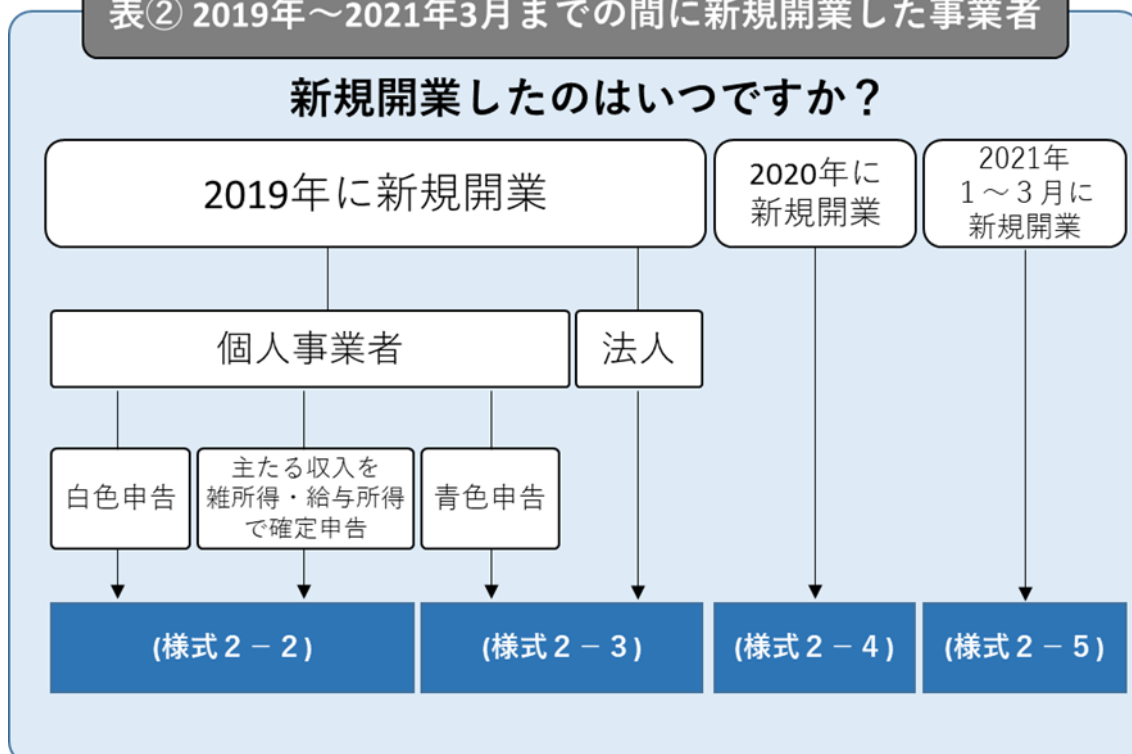 表② 2019年～2021年3月までの間に新規開業した事業者
新規開業したのはいつですか？
2019年に新規開業
2020年に
新規開業
2021年
１～３月に
新規開業
個人事業者
法人
白色申告
主たる収入を
雑所得・給与所得
で確定申告
青色申告
(様式２－２)
(様式２－３)
(様式２－４)
(様式２－５)